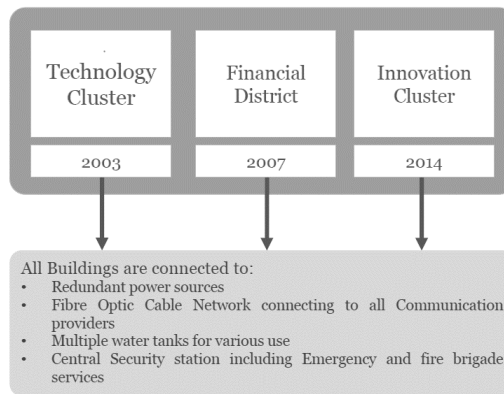 Technology
Cluster
Financial
District
Innovation
Cluster
2003
2007
2014
All Buildings are connected to:
• Redundant power sources
• Fibre Optic Cable Network connecting to all Communication
providers
• Multiple water tanks for various use
• Central Security station including Emergency and fire brigade
services